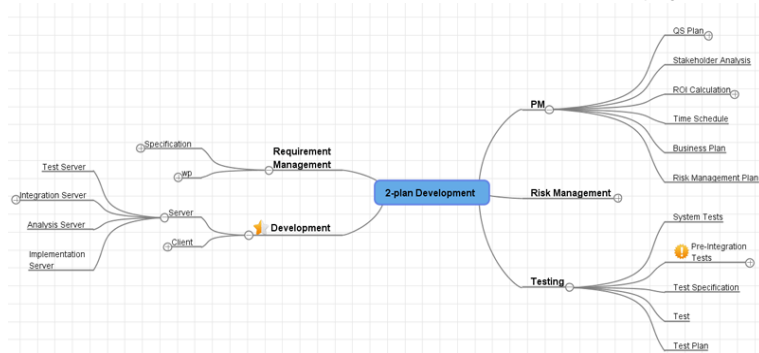 2-plan Development
Requirement
Management
Specification
wp
Development
Server
Test Server
Integration Server
Analysis Server
Implementation
Server
Client
PM
QS Plan
Stakeholder Analysis
ROI Calculation
Time Schedule
Business Plan
Risk Management Plan
Risk Management
Testing
System Tests
Pre-Integration
Tests
Test Specification
Test
Test Plan